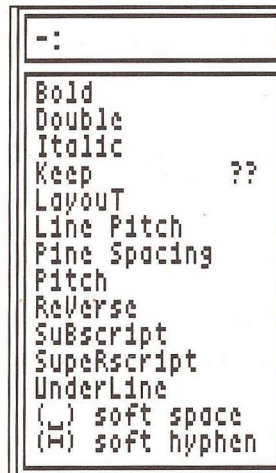 -:
Bold
Double
Italic
Keep ??
LayouT
Line Pitch
Pine Spacing
Pitch
ReVerse
SuBscript
SupeRscript
UnderLine
(␣) soft space
(H) soft hyphen